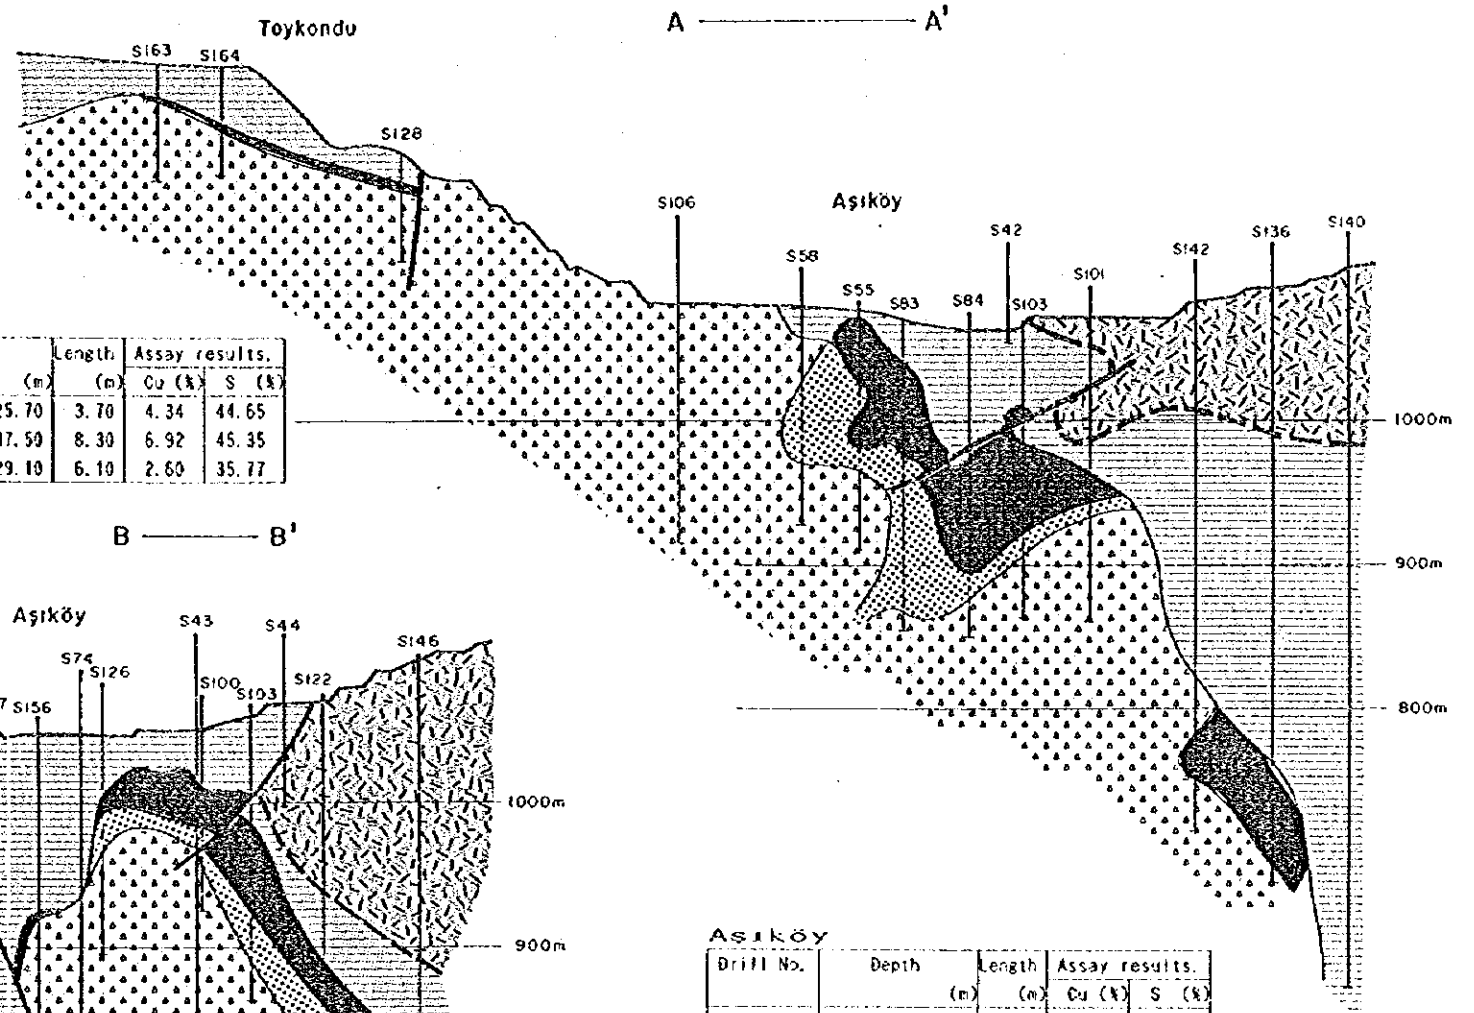 Toykondu
A A'
S163
S164
S128
S106
Aşıköy
S58
S55
S83
S84
S42
S103
S101
S142
S136
S140
1000m
900m
800m
Length Assay results.
(m) (m) Cu (%) S (%)
25.70 3.70 4.34 44.65
17.50 8.30 6.92 45.35
29.10 6.10 2.60 35.77
B B'
Aşıköy
S156
S74
S126
S43
S100
S103
S44
S122
S146
1000m
900m
Aşıköy
Drill No. Depth Length Assay results.
(m) (m) Cu (%) S (%)